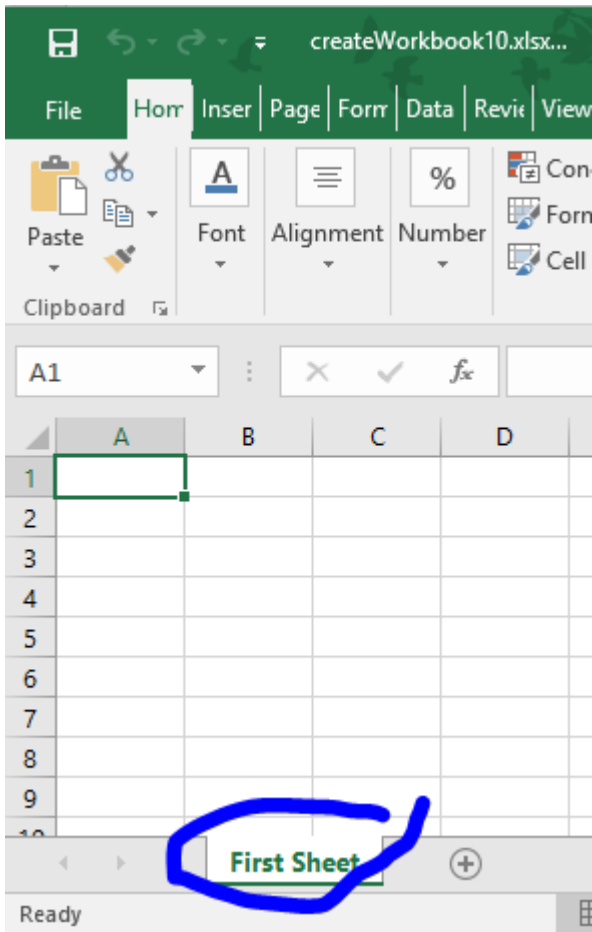 createWorkbook10.xlsx...
File Hom Inser Page Form Data Revie View
A % Con
Paste Font Alignment Number Form
Cell
Clipboard
A1 fx
A B C D
1
2
3
4
5
6
7
8
9
10
First Sheet
Ready